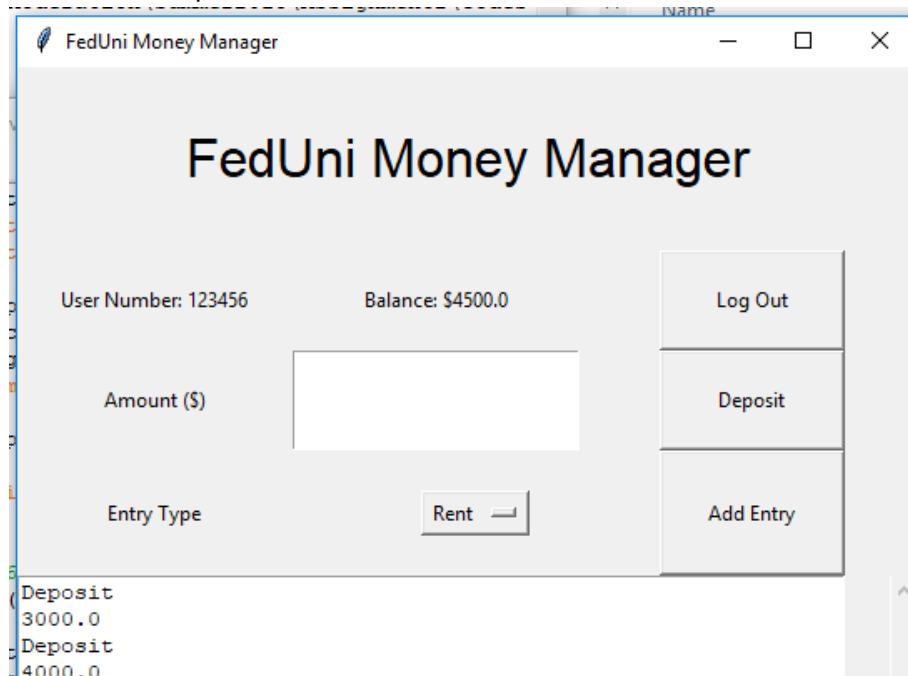 Name
FedUni Money Manager
FedUni Money Manager
User Number: 123456 Balance: $4500.0 Log Out
Amount ($) Deposit
Entry Type Rent Add Entry
Deposit
3000.0
Deposit
4000.0